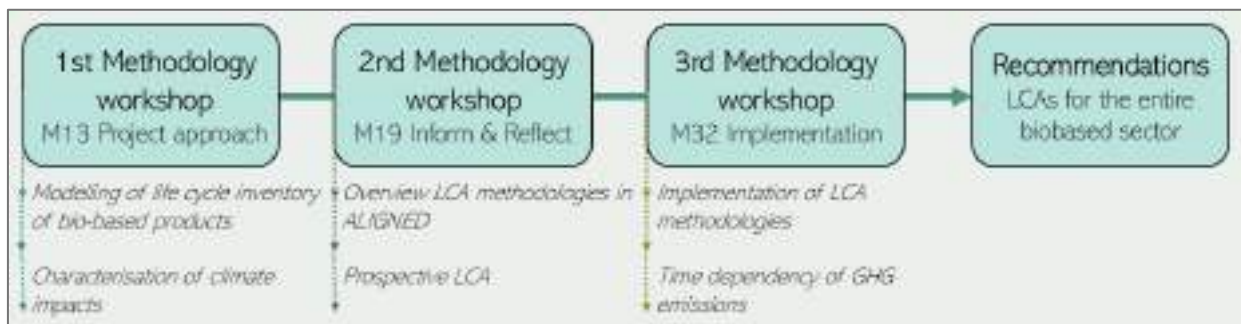 1st Methodology
workshop
M13 Project approach
2nd Methodology
workshop
M19 Inform & Reflect
3rd Methodology
workshop
M32 Implementation
Recommendations
LCAs for the entire
biobased sector
Modelling of life cycle inventory
of bio-based products
Characterisation of climate
impacts
Overview LCA methodologies in
ALIGNED
Prospective LCA
Implementation of LCA
methodologies
Time dependency of GHG
emissions